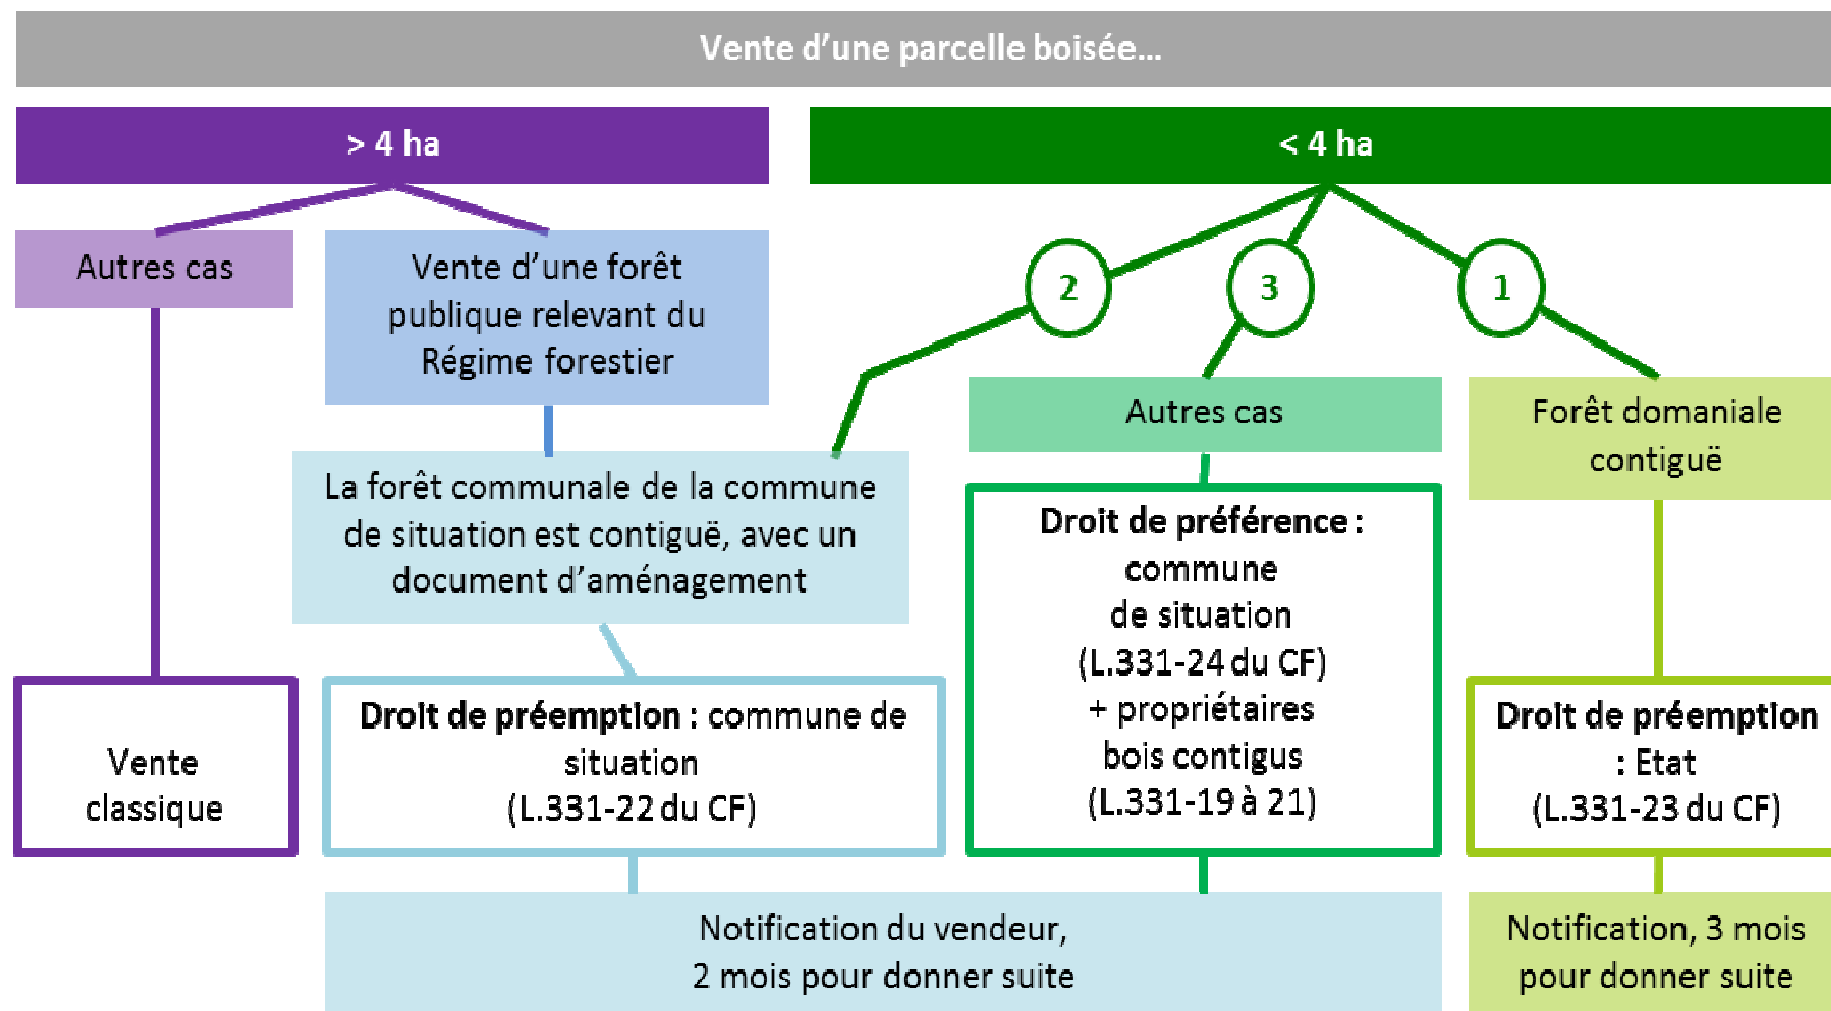 Vente d’une parcelle boisée…
> 4 ha
< 4 ha
Autres cas
Vente d’une forêt
publique relevant du
Régime forestier
2
3
1
Autres cas
Forêt domaniale
contiguë
La forêt communale de la commune
de situation est contiguë, avec un
document d’aménagement
Droit de préférence :
commune
de situation
(L.331-24 du CF)
+ propriétaires
bois contigus
(L.331-19 à 21)
Vente
classique
Droit de préemption : commune de
situation
(L.331-22 du CF)
Droit de préemption
: Etat
(L.331-23 du CF)
Notification du vendeur,
2 mois pour donner suite
Notification, 3 mois
pour donner suite